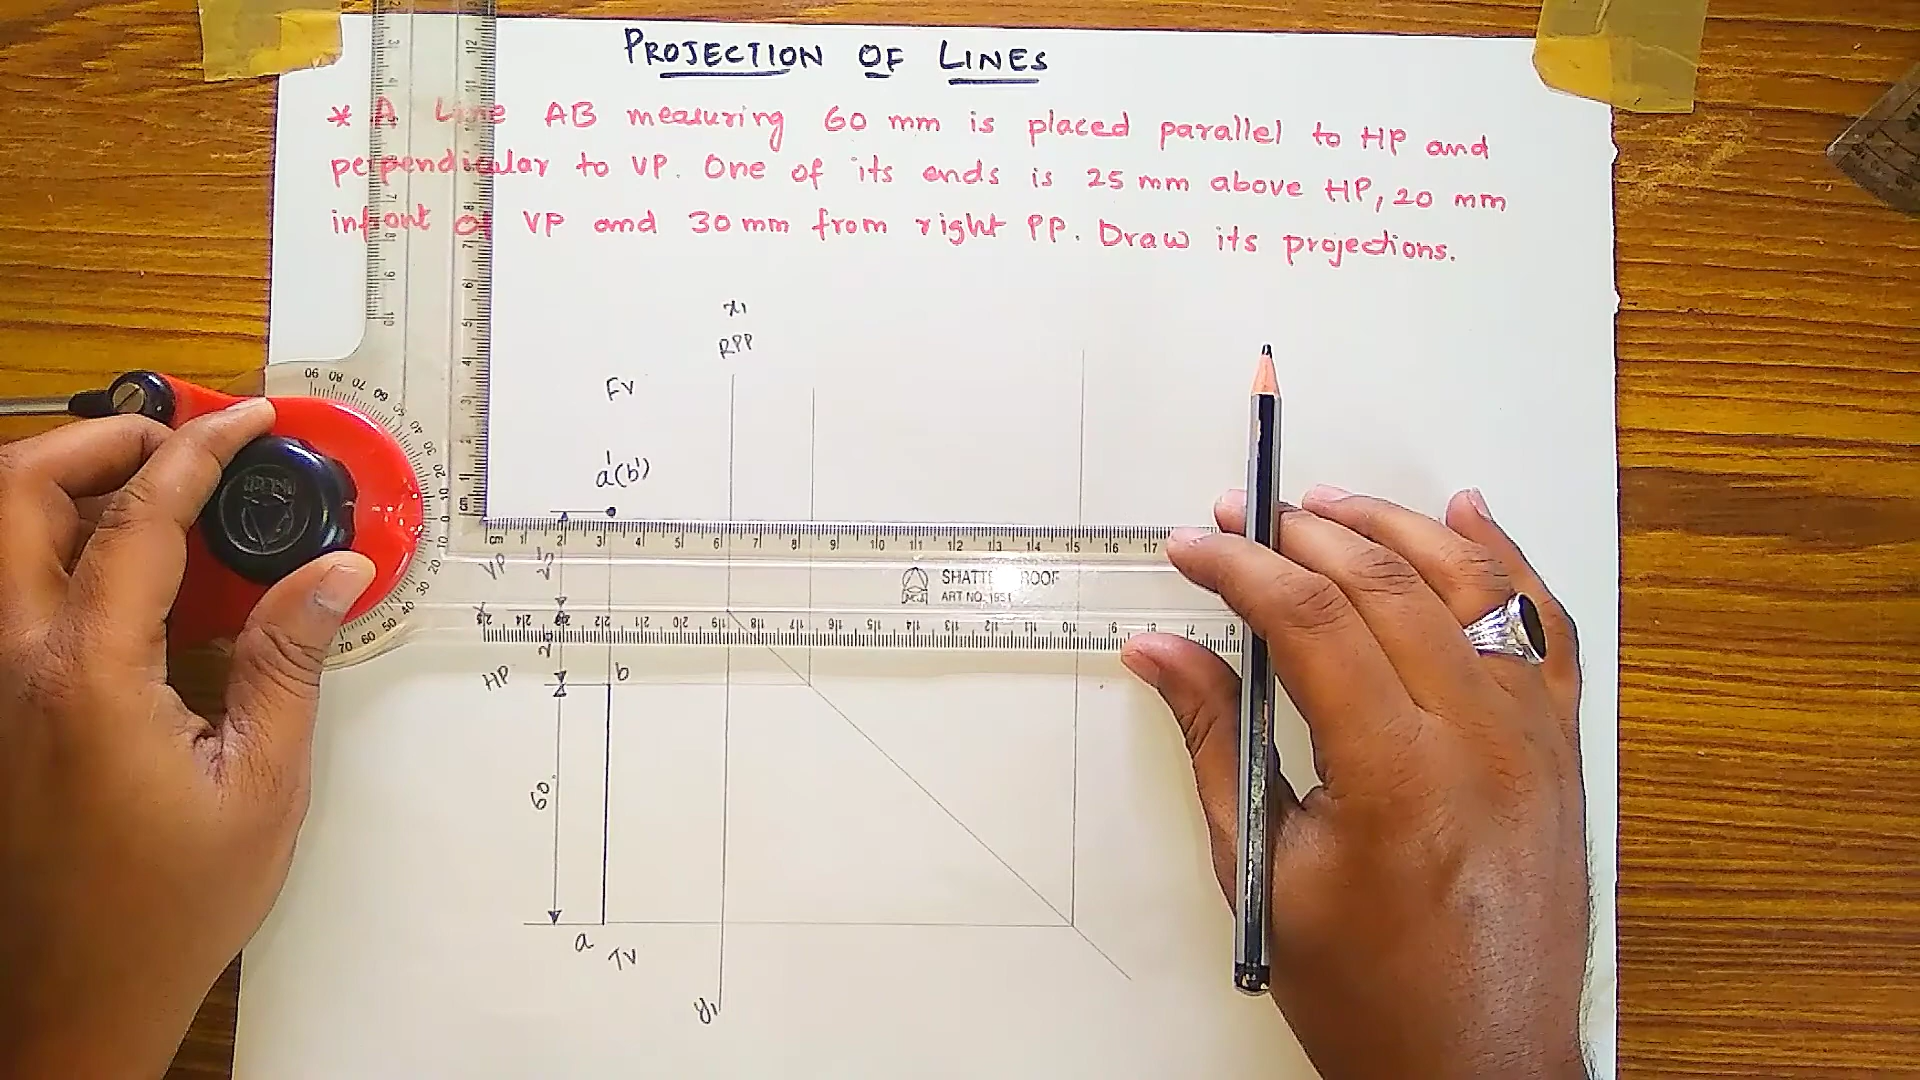 PROJECTION OF LINES
* A Line AB measuring 60 mm is placed parallel to HP and
perpendicular to VP. One of its ends is 25 mm above HP, 20 mm
infront of VP and 30 mm from right PP. Draw its projections.
x1
RPP
FV
a'(b')
VP
25
SHATTERPROOF
ART NO. 1951
X
HP
b
60
a
TV
y1